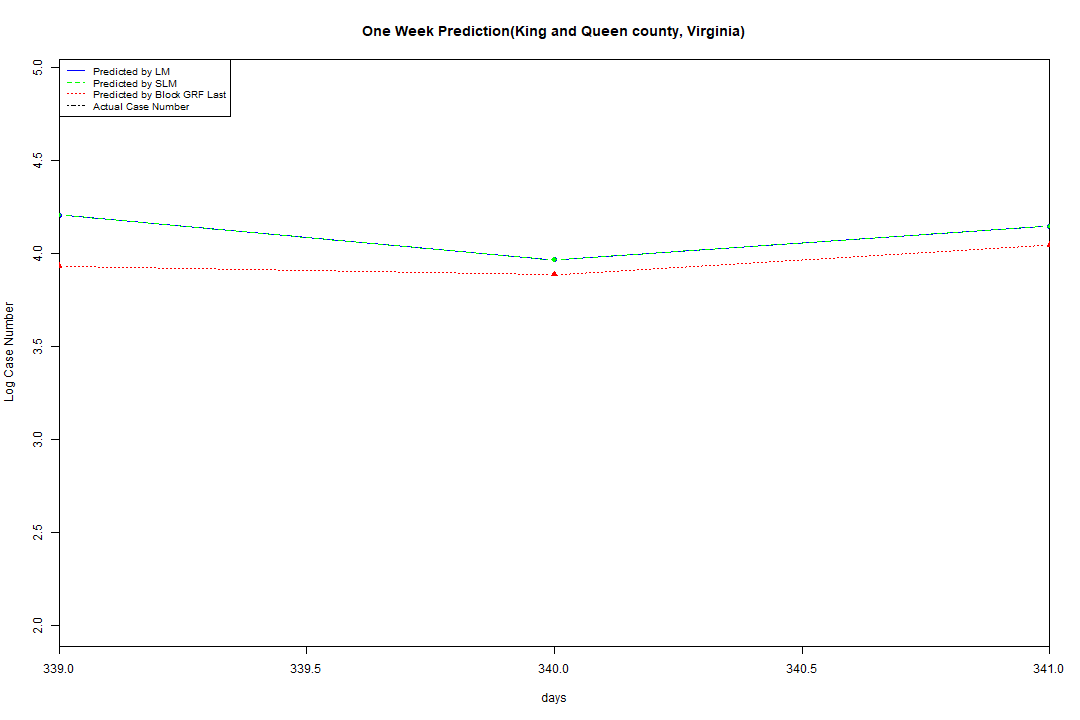 One Week Prediction(King and Queen county, Virginia)
Predicted by LM
Predicted by SLM
Predicted by Block GRF Last
Actual Case Number
Log Case Number
5.0
4.5
4.0
3.5
3.0
2.5
2.0
339.0 339.5 340.0 340.5 341.0
days